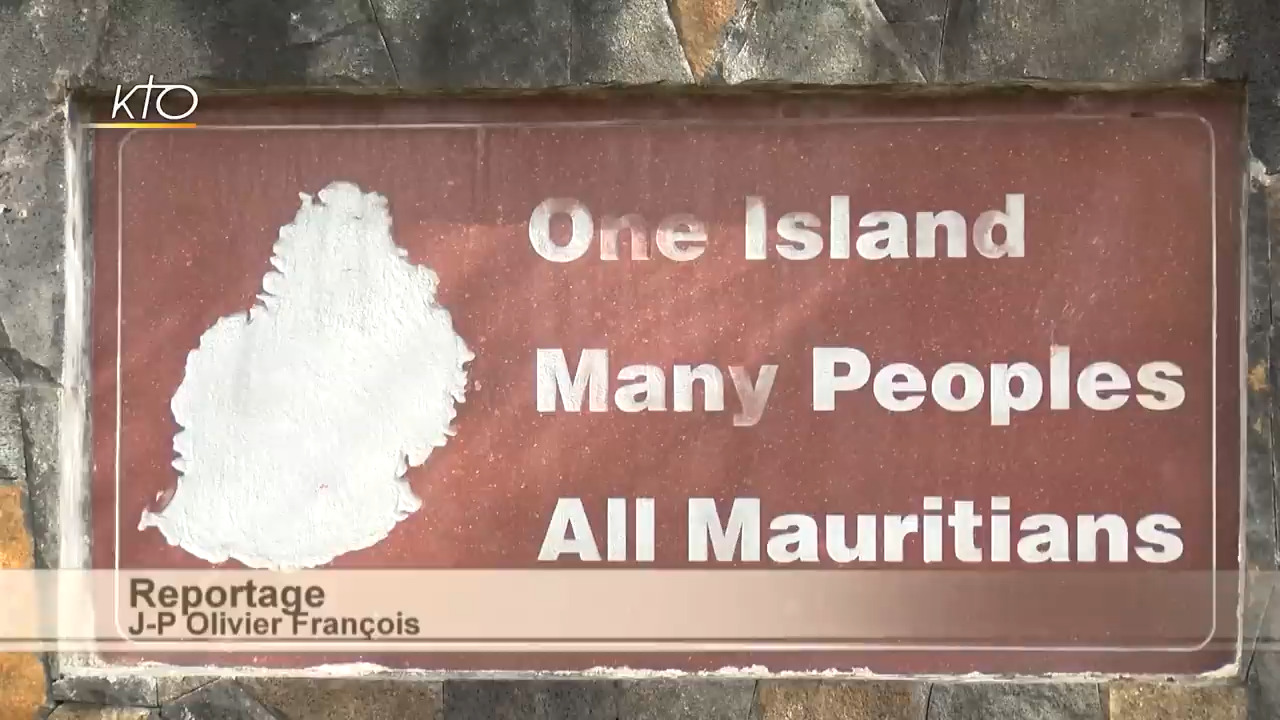 KTO
One Island
Many Peoples
All Mauritians
Reportage
J-P Olivier François